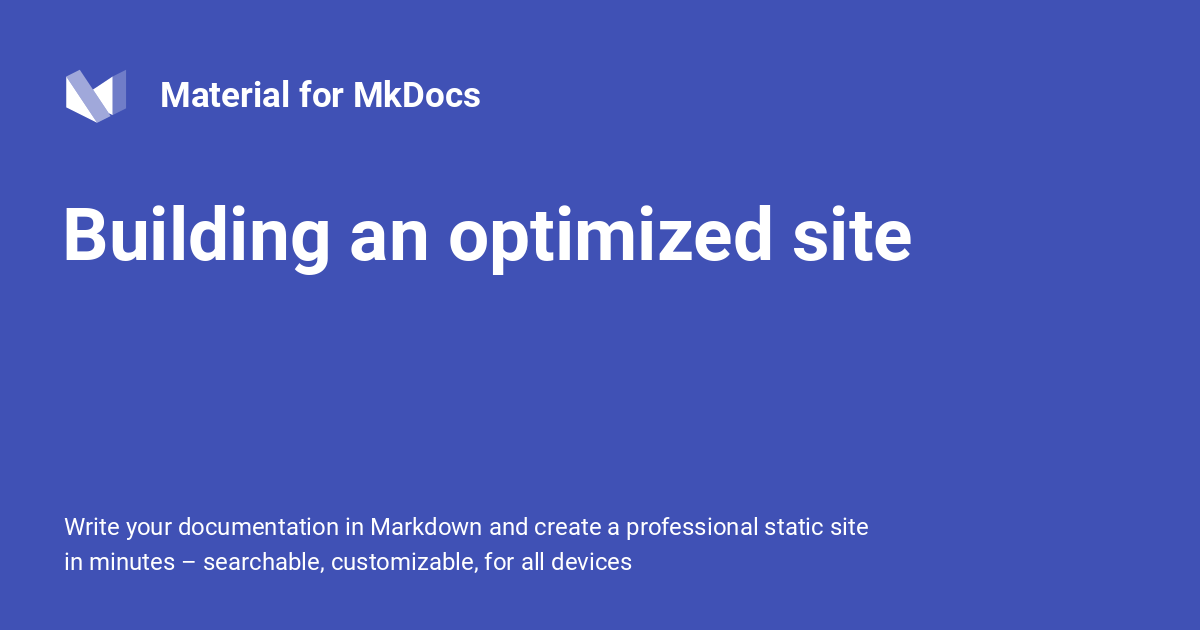 Material for MkDocs
Building an optimized site
Write your documentation in Markdown and create a professional static site
in minutes – searchable, customizable, for all devices